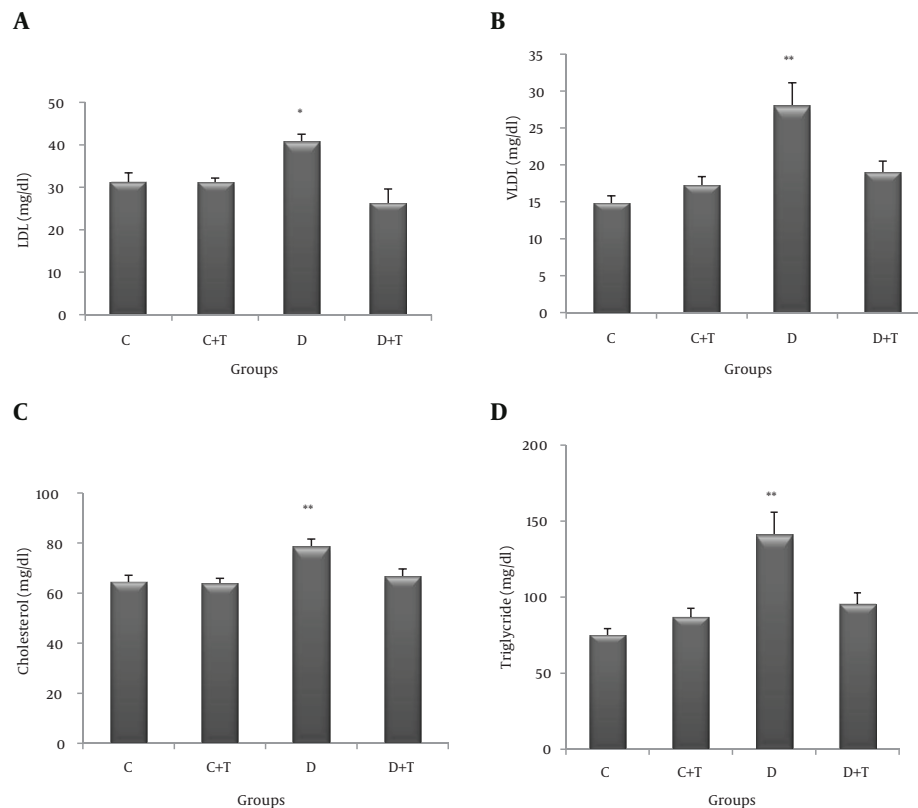 A
LDL (mg/dl)
50
40
30
20
10
0
*
C C+T D D+T
Groups
B
VLDL (mg/dl)
35
30
25
20
15
10
5
0
**
C C+T D D+T
Groups
C
Cholesterol (mg/dl)
100
80
60
40
20
0
**
C C+T D D+T
Groups
D
Triglycride (mg/dl)
200
150
100
50
0
**
C C+T D D+T
Groups